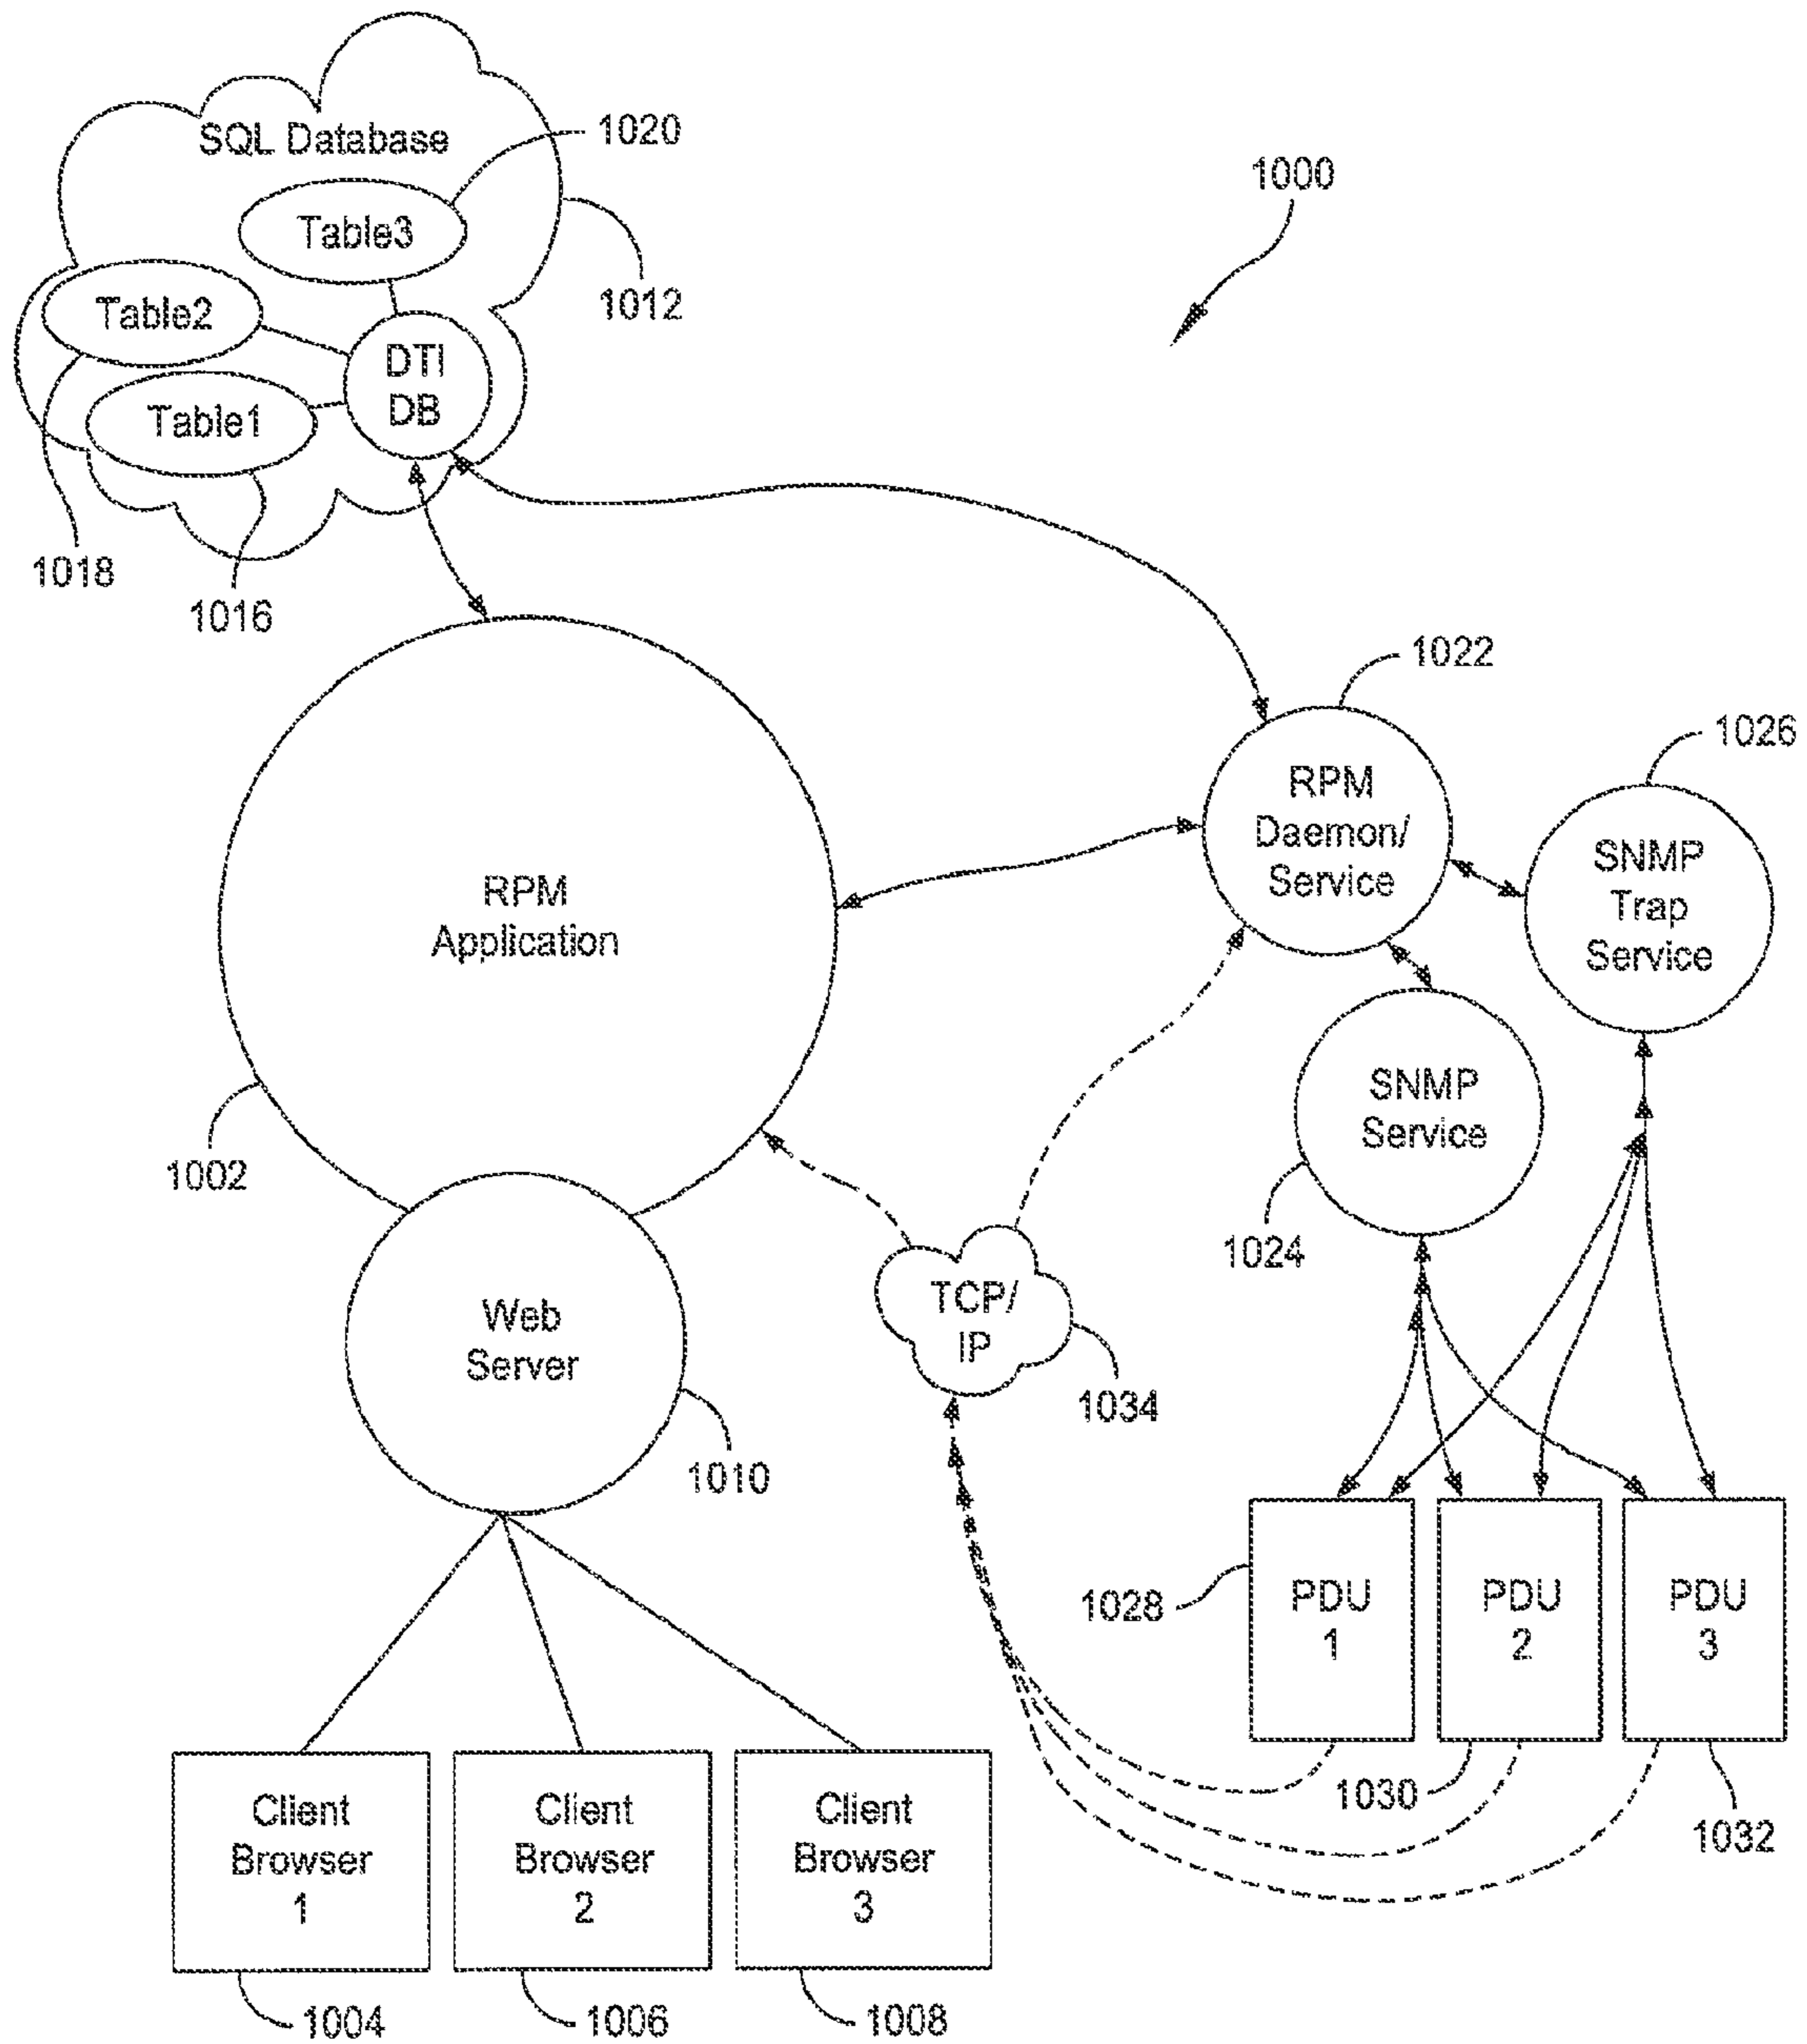 SQL Database
1020
1000
Table3
1012
Table2
DTI
DB
Table1
1018
1016
1022
1026
RPM
Daemon/
Service
SNMP
Trap
Service
RPM
Application
SNMP
Service
1002
1024
TCP/
IP
Web
Server
1034
1010
PDU
1
PDU
2
PDU
3
1028
1030
1032
Client
Browser
1
Client
Browser
2
Client
Browser
3
1004
1006
1008